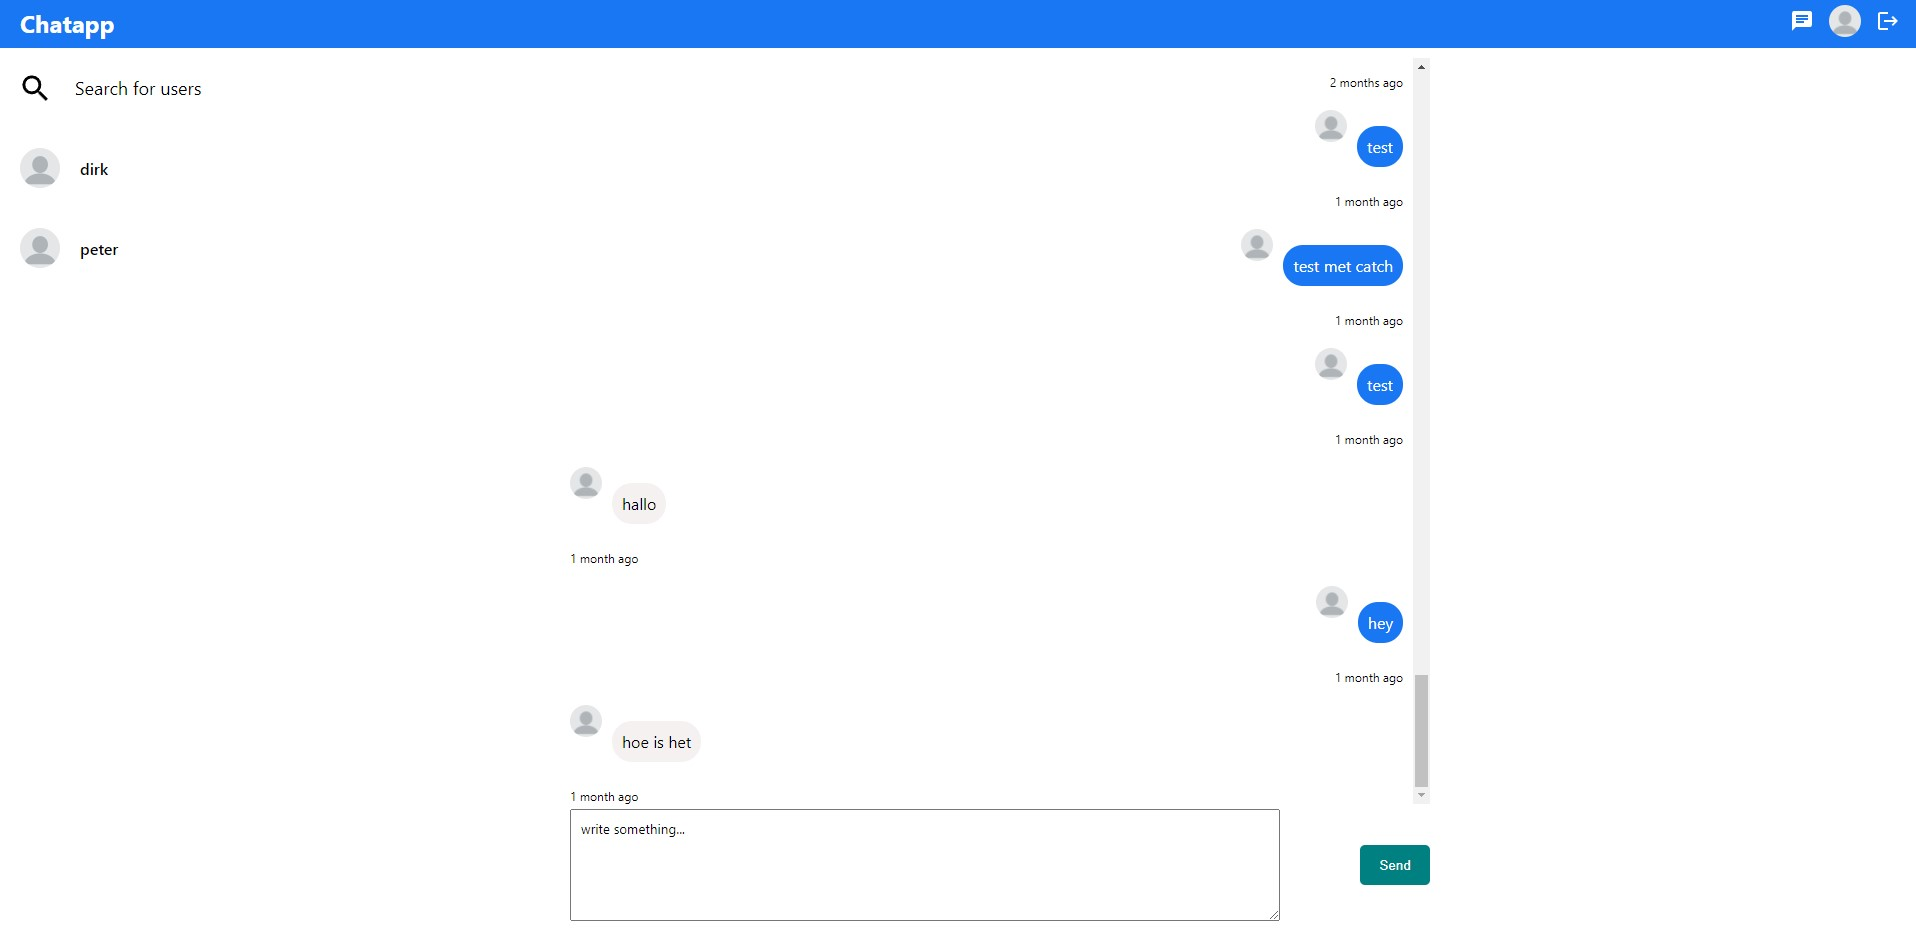 Chatapp
Search for users
dirk
peter
2 months ago
test
1 month ago
test met catch
1 month ago
test
1 month ago
hallo
1 month ago
hey
1 month ago
hoe is het
1 month ago
write something...
Send